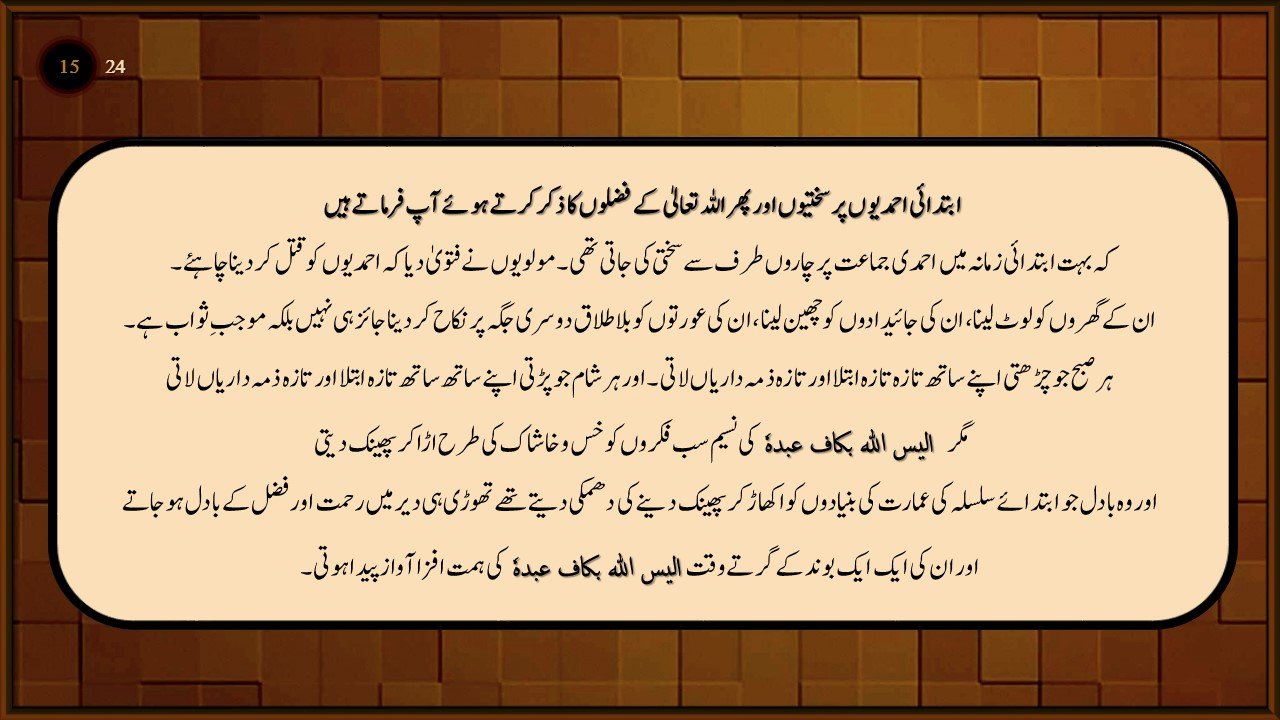 15 24
ابتدائی احمدیوں پر سختیوں اور پھر اللہ تعالیٰ کے فضلوں کا ذکر کرتے ہوئے آپ فرماتے ہیں
کہ بہت ابتدائی زمانہ میں احمدی جماعت پر چاروں طرف سے سختی کی جاتی تھی۔ مولویوں نے فتویٰ دیا کہ احمدیوں کو قتل کر دینا چاہئے۔
ان کے گھروں کو لوٹ لینا، ان کی جائیدادوں کو چھین لینا، ان کی عورتوں کو بلا طلاق دوسری جگہ پر نکاح کر دینا جائز ہی نہیں بلکہ موجبِ ثواب ہے۔
ہر صبح جو چڑھتی اپنے ساتھ تازہ تازہ ابتلا اور تازہ ذمہ داریاں لاتی۔ اور ہر شام جو پڑتی اپنے ساتھ ساتھ تازہ ابتلا اور تازہ ذمہ داریاں لاتی
مگر الیس اللہ بکاف عبدہٗ کی نسیم سب فکروں کو خس و خاشاک کی طرح اڑا کر پھینک دیتی
اور وہ بادل جو ابتدائے سلسلہ کی عمارت کی بنیادوں کو اکھاڑ کر پھینک دینے کی دھمکی دیتے تھے تھوڑی ہی دیر میں رحمت اور فضل کے بادل ہو جاتے
اور ان کی ایک ایک بوند کے گرتے وقت الیس اللہ بکاف عبدہٗ کی ہمت افزا آواز پیدا ہوتی۔